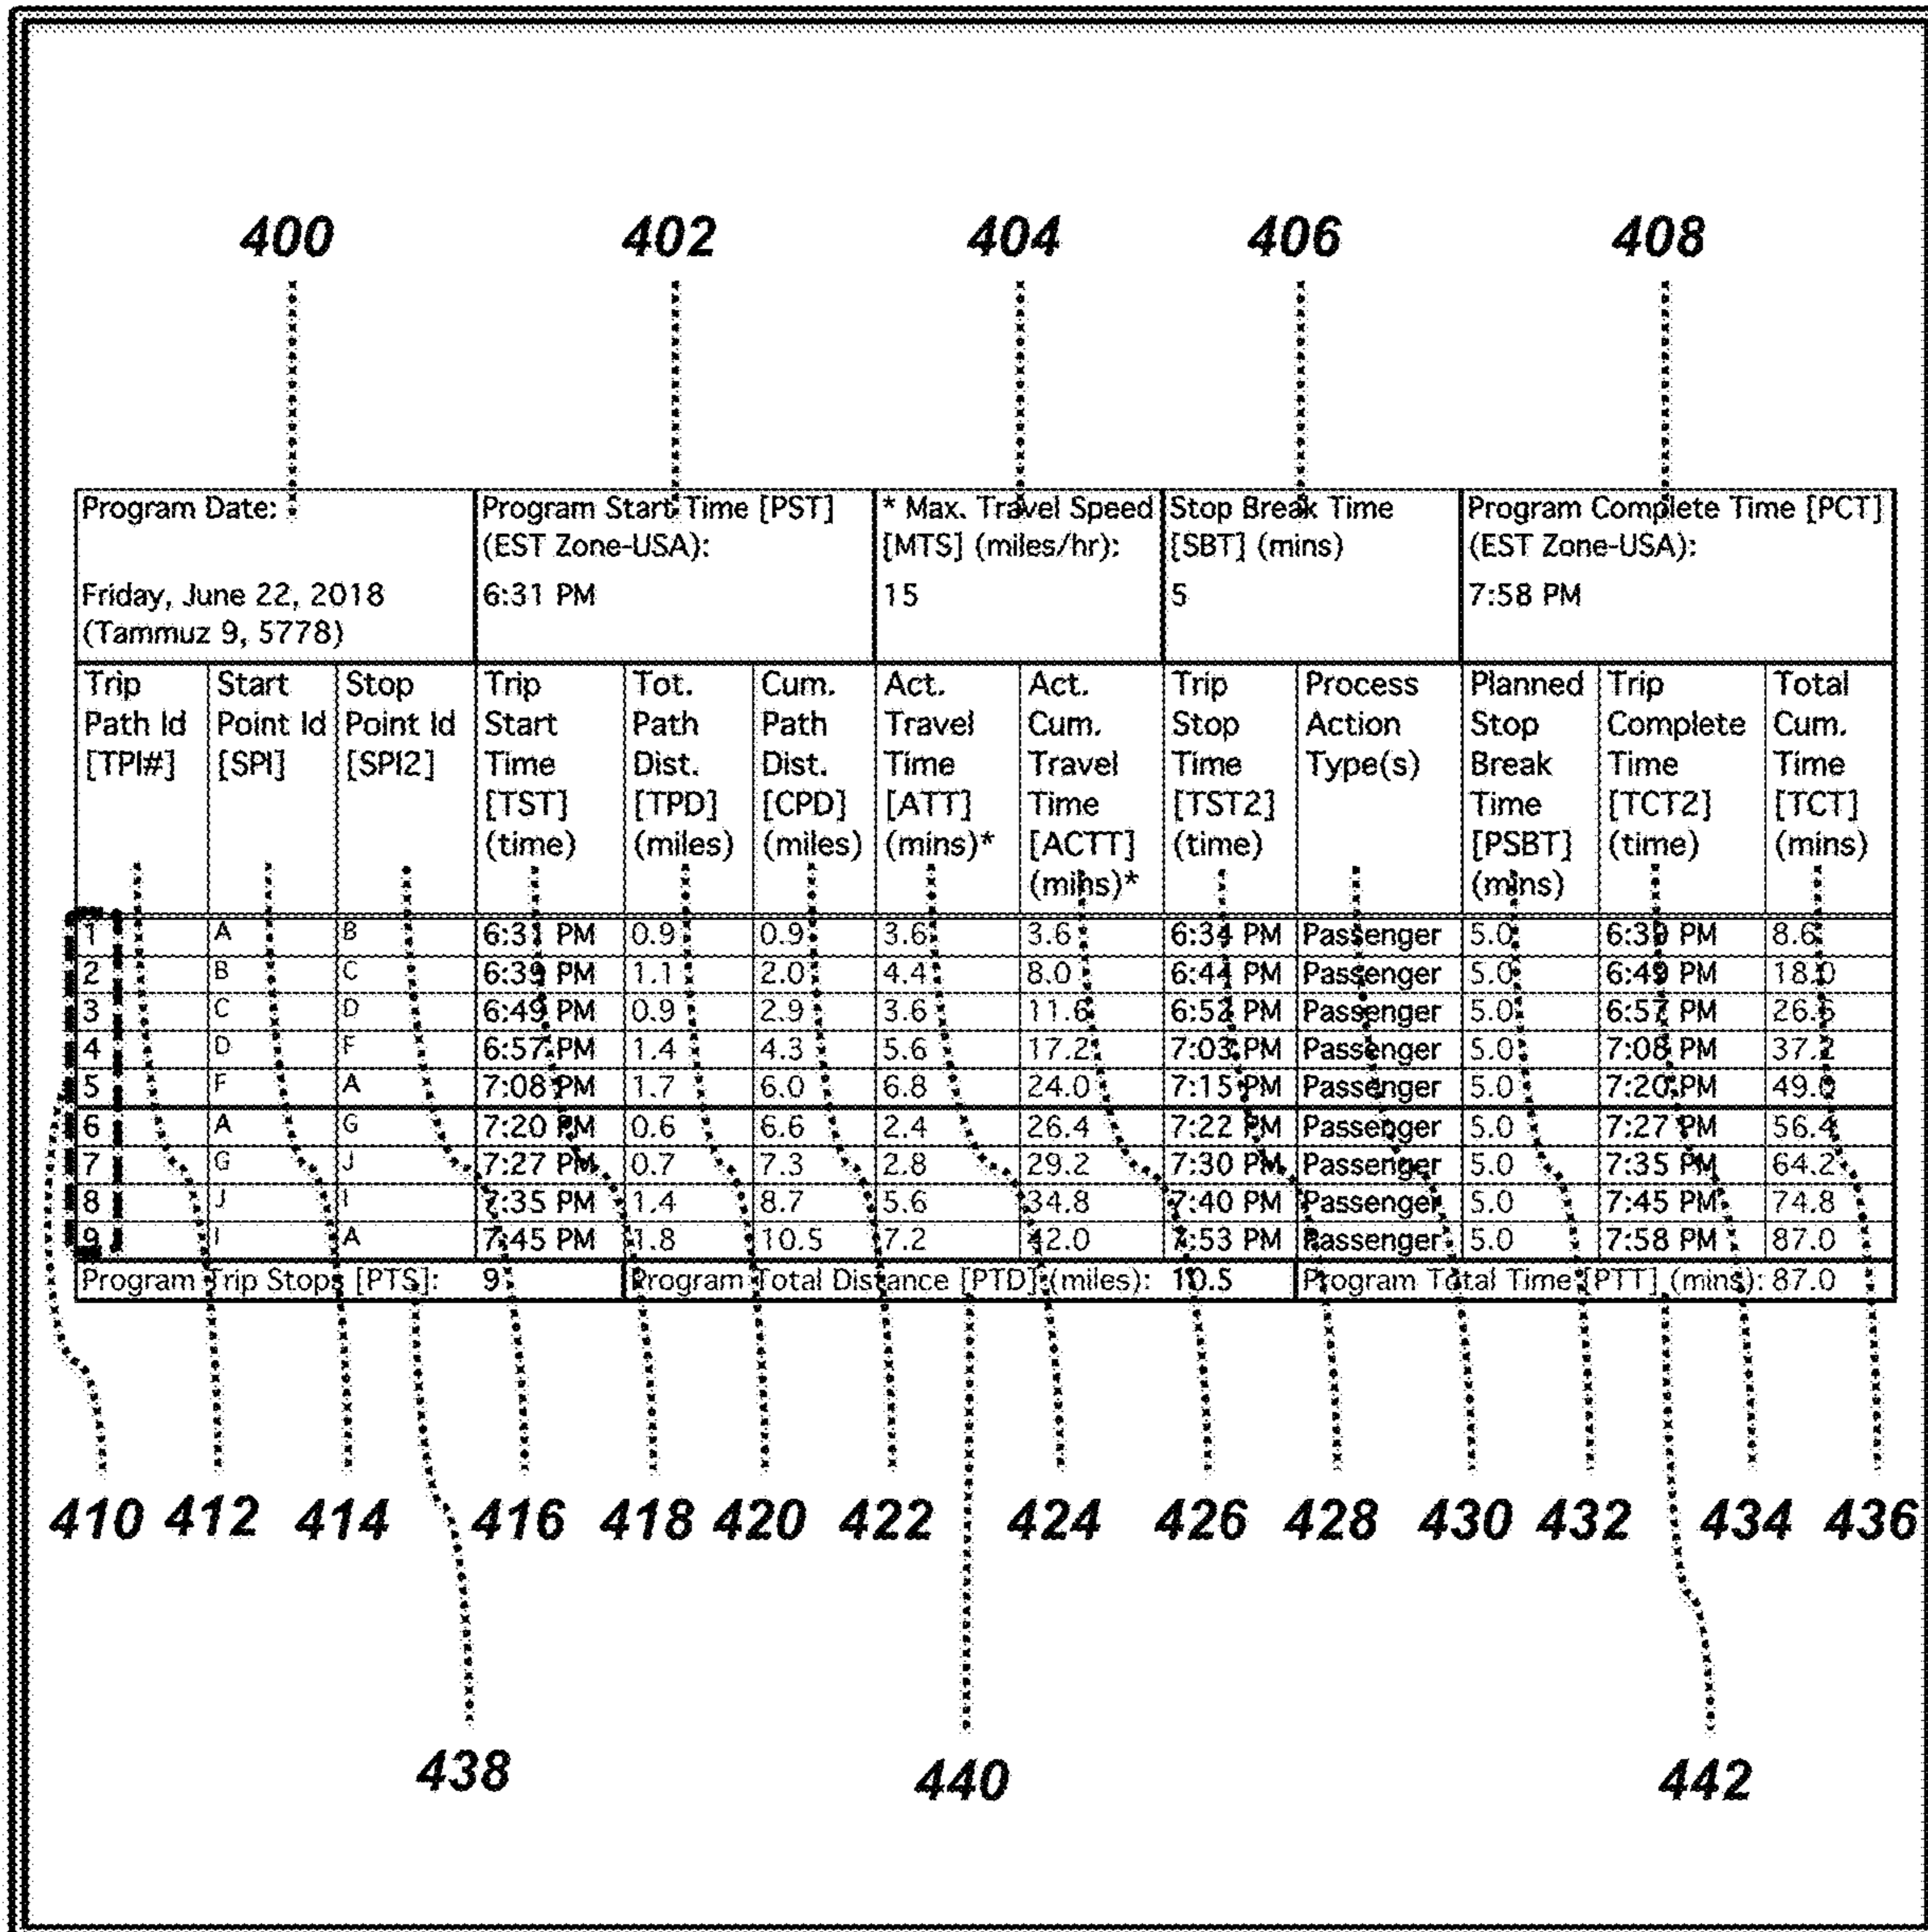 400 402 404 406 408
Program Date: Program Start Time [PST] * Max. Travel Speed Stop Break Time Program Complete Time [PCT]
(EST Zone-USA): [MTS] (miles/hr): [SBT] (mins) (EST Zone-USA):
Friday, June 22, 2018 6:31 PM 15 5 7:58 PM
(Tammuz 9, 5778)
Trip Start Stop Trip Tot. Cum. Act. Act. Trip Process Planned Trip Total
Path Id Point Id Point Id Start Path Path Travel Cum. Stop Action Stop Complete Cum.
[TPI#] [SPI] [SPI2] Time Dist. Dist. Time Travel Time Type(s) Break Time Time
[TST] [TPD] [CPD] [ATT] Time [TST2] Time [TCT2] [TCT]
(time) (miles) (miles) (mins)* [ACTT] (time) [PSBT] (time) (mins)
(mins)* (mins)
1 A B 6:31 PM 0.9 0.9 3.6 3.6 6:34 PM Passenger 5.0 6:39 PM 8.6
2 B C 6:39 PM 1.1 2.0 4.4 8.0 6:44 PM Passenger 5.0 6:49 PM 18.0
3 C D 6:49 PM 0.9 2.9 3.6 11.6 6:52 PM Passenger 5.0 6:57 PM 26.6
4 D F 6:57 PM 1.4 4.3 5.6 17.2 7:03 PM Passenger 5.0 7:08 PM 37.2
5 F A 7:08 PM 1.7 6.0 6.8 24.0 7:15 PM Passenger 5.0 7:20 PM 49.0
6 A G 7:20 PM 0.6 6.6 2.4 26.4 7:22 PM Passenger 5.0 7:27 PM 56.4
7 G J 7:27 PM 0.7 7.3 2.8 29.2 7:30 PM Passenger 5.0 7:35 PM 64.2
8 J I 7:35 PM 1.4 8.7 5.6 34.8 7:40 PM Passenger 5.0 7:45 PM 74.8
9 I A 7:45 PM 1.8 10.5 7.2 42.0 7:53 PM Passenger 5.0 7:58 PM 87.0
Program Trip Stops [PTS]: 9 Program Total Distance [PTD] (miles): 10.5 Program Total Time [PTT] (mins): 87.0
410 412 414 416 418 420 422 424 426 428 430 432 434 436
438 440 442